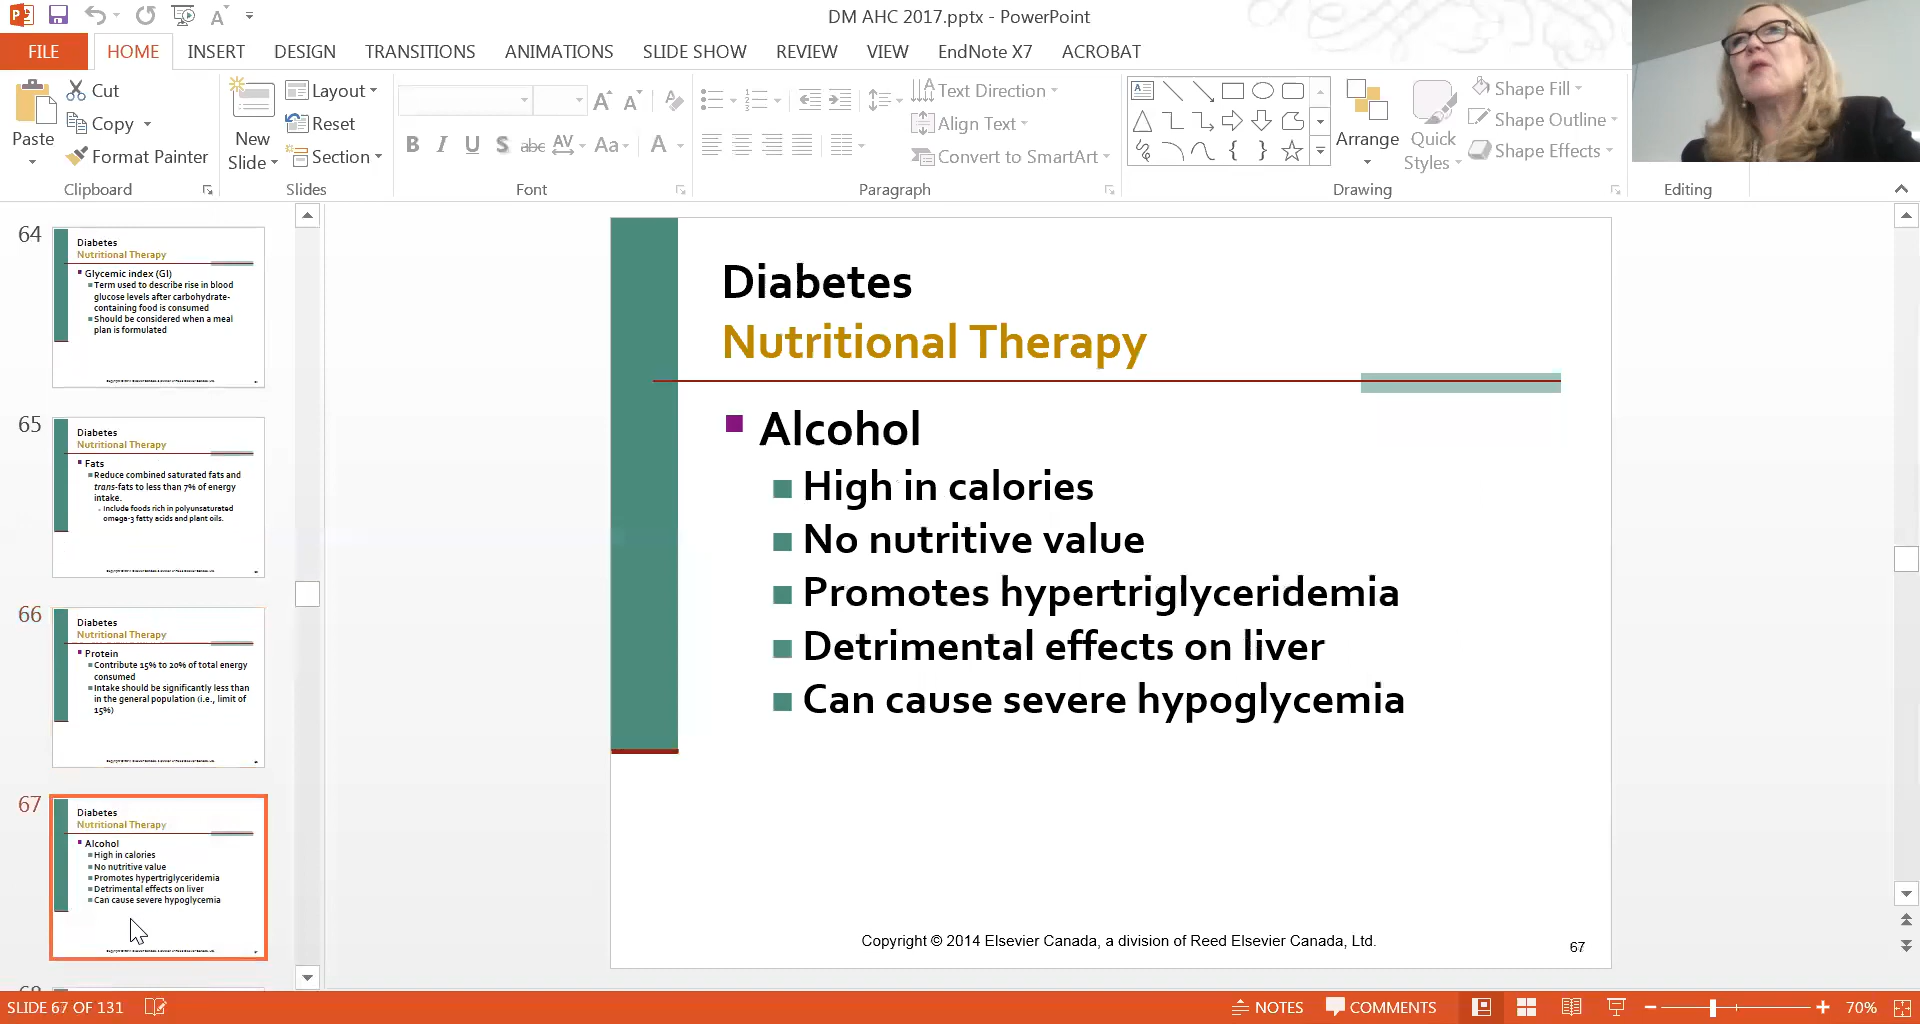 DM AHC 2017.pptx - PowerPoint
FILE HOME INSERT DESIGN TRANSITIONS ANIMATIONS SLIDE SHOW REVIEW VIEW EndNote X7 ACROBAT
Paste
Cut
Copy
Format Painter
Clipboard
New
Slide
Layout
Reset
Section
Slides
B I U S abc AV Aa A
Font
Text Direction
Align Text
Convert to SmartArt
Paragraph
Arrange
Quick
Styles
Shape Fill
Shape Outline
Shape Effects
Drawing
Editing
64
Diabetes
Nutritional Therapy
Glycemic index (GI)
Term used to describe rise in blood
glucose levels after carbohydrate-
containing food is consumed
Should be considered when a meal
plan is formulated
65
Diabetes
Nutritional Therapy
Fats
Reduce combined saturated fats and
trans-fats to less than 7% of energy
intake.
Include foods rich in polyunsaturated
omega-3 fatty acids and plant oils.
66
Diabetes
Nutritional Therapy
Protein
Contribute 15% to 20% of total energy
consumed
Intake should be significantly less than
in the general population (i.e., limit of
15%)
67
Diabetes
Nutritional Therapy
Alcohol
High in calories
No nutritive value
Promotes hypertriglyceridemia
Detrimental effects on liver
Can cause severe hypoglycemia
Diabetes
Nutritional Therapy
Alcohol
High in calories
No nutritive value
Promotes hypertriglyceridemia
Detrimental effects on liver
Can cause severe hypoglycemia
Copyright © 2014 Elsevier Canada, a division of Reed Elsevier Canada, Ltd.
67
SLIDE 67 OF 131
NOTES
COMMENTS
70%